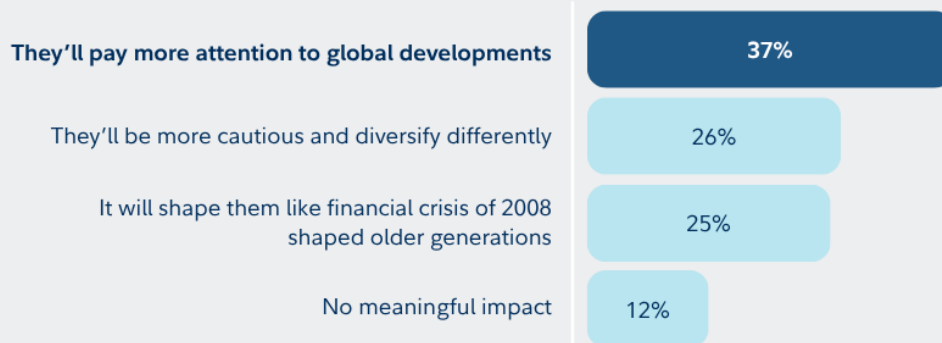 They’ll pay more attention to global developments
37%
They’ll be more cautious and diversify differently
26%
It will shape them like financial crisis of 2008
shaped older generations
25%
No meaningful impact
12%